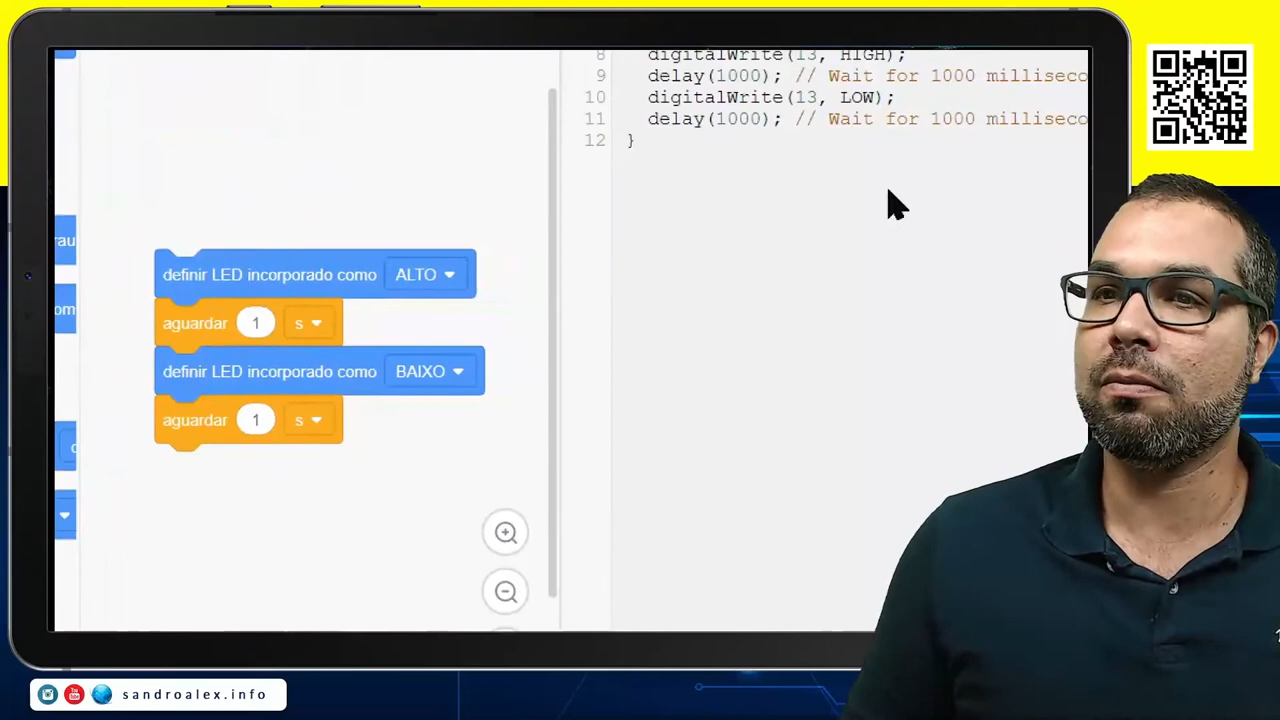 8 digitalWrite(13, HIGH);
9 delay(1000); // Wait for 1000 milliseco
10 digitalWrite(13, LOW);
11 delay(1000); // Wait for 1000 milliseco
12 }
rau
om
definir LED incorporado como ALTO
aguardar 1 s
definir LED incorporado como BAIXO
aguardar 1 s
sandroalex.info